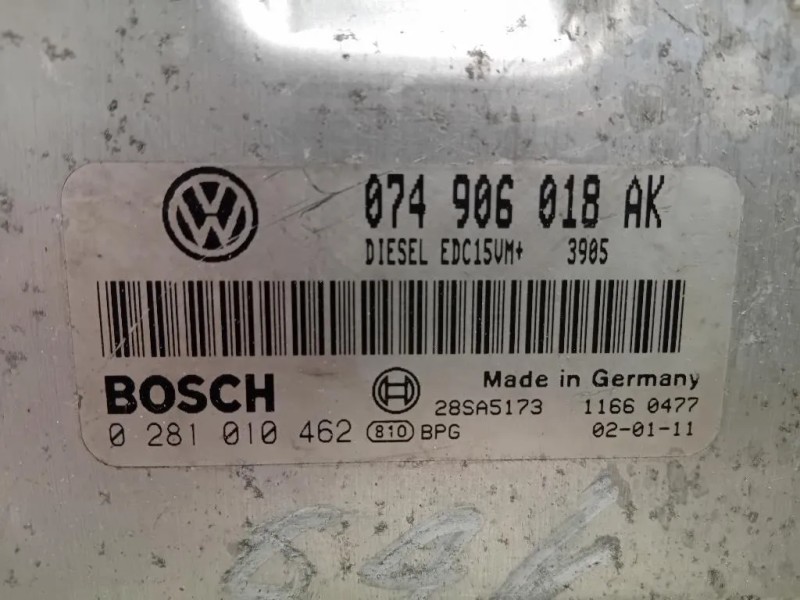 074 906 018 AK
DIESEL EDC15VM+ 3905
BOSCH
Made in Germany
28SA5173 1166 0477
0 281 010 462 810 BPG 02-01-11